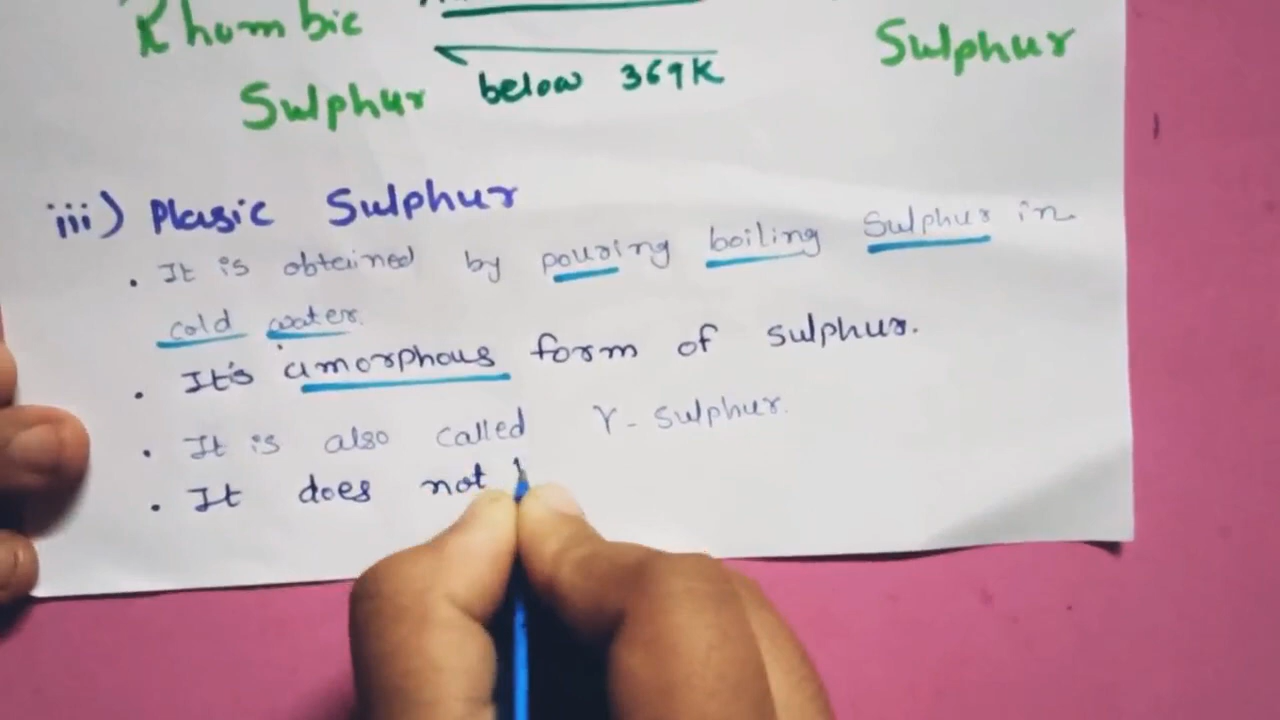 Rhombic
Sulphur
below 369K
Sulphur
iii) Plasic Sulphur
. It is obtained by pouring boiling Sulphur in
cold water.
. It's amorphous form of sulphur.
. It is also called γ- sulphur.
. It does not